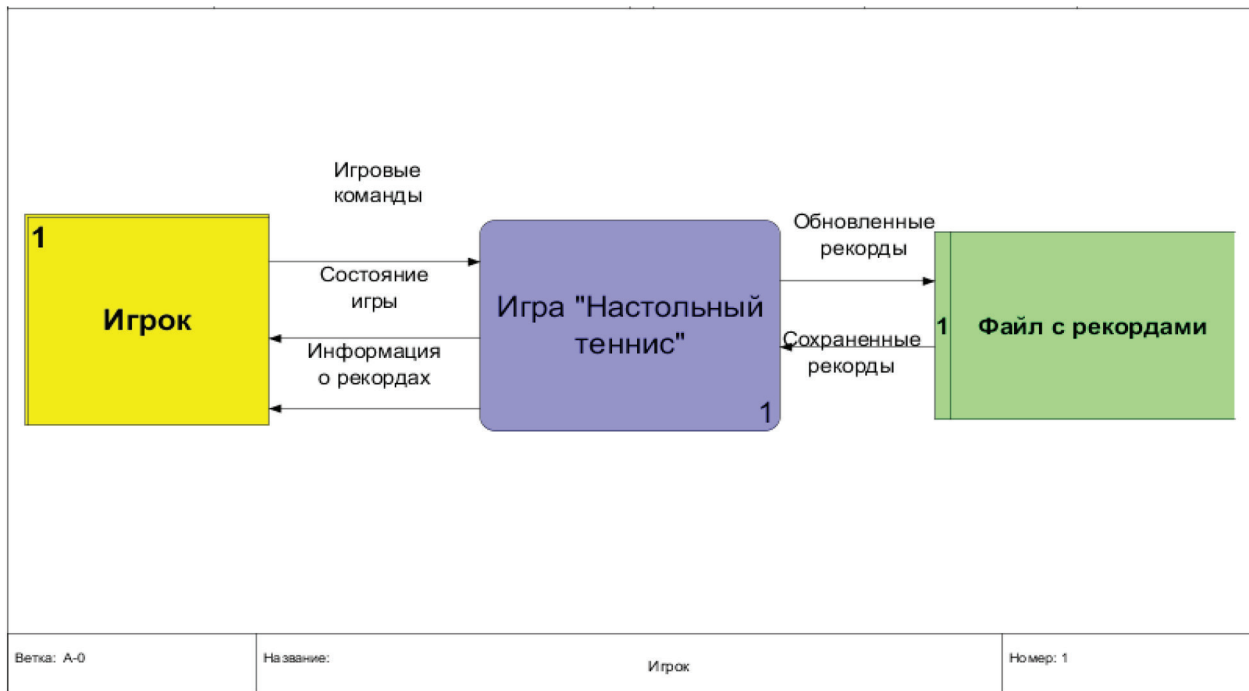 Игровые
команды
1
Игрок
Состояние
игры
Информация
о рекордах
Игра "Настольный
теннис"
1
Обновленные
рекорды
Сохраненные
рекорды
1
Файл с рекордами
Ветка: А-0
Название:
Игрок
Номер: 1